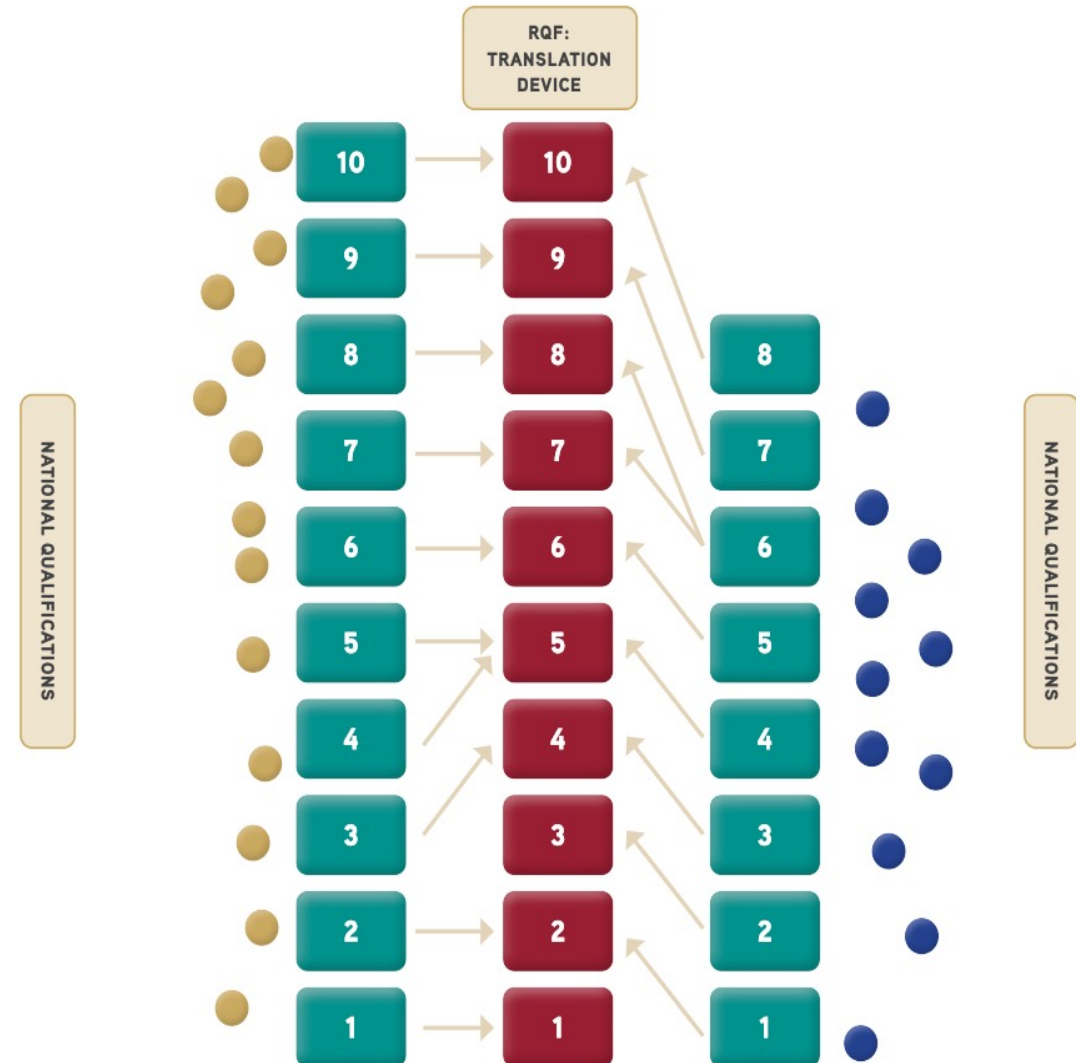 RQF:
TRANSLATION
DEVICE
10 10
9 9
8 8 8
7 7 7
6 6 6
5 5 5
4 4 4
3 3 3
2 2 2
1 1 1
NATIONAL QUALIFICATIONS
NATIONAL QUALIFICATIONS